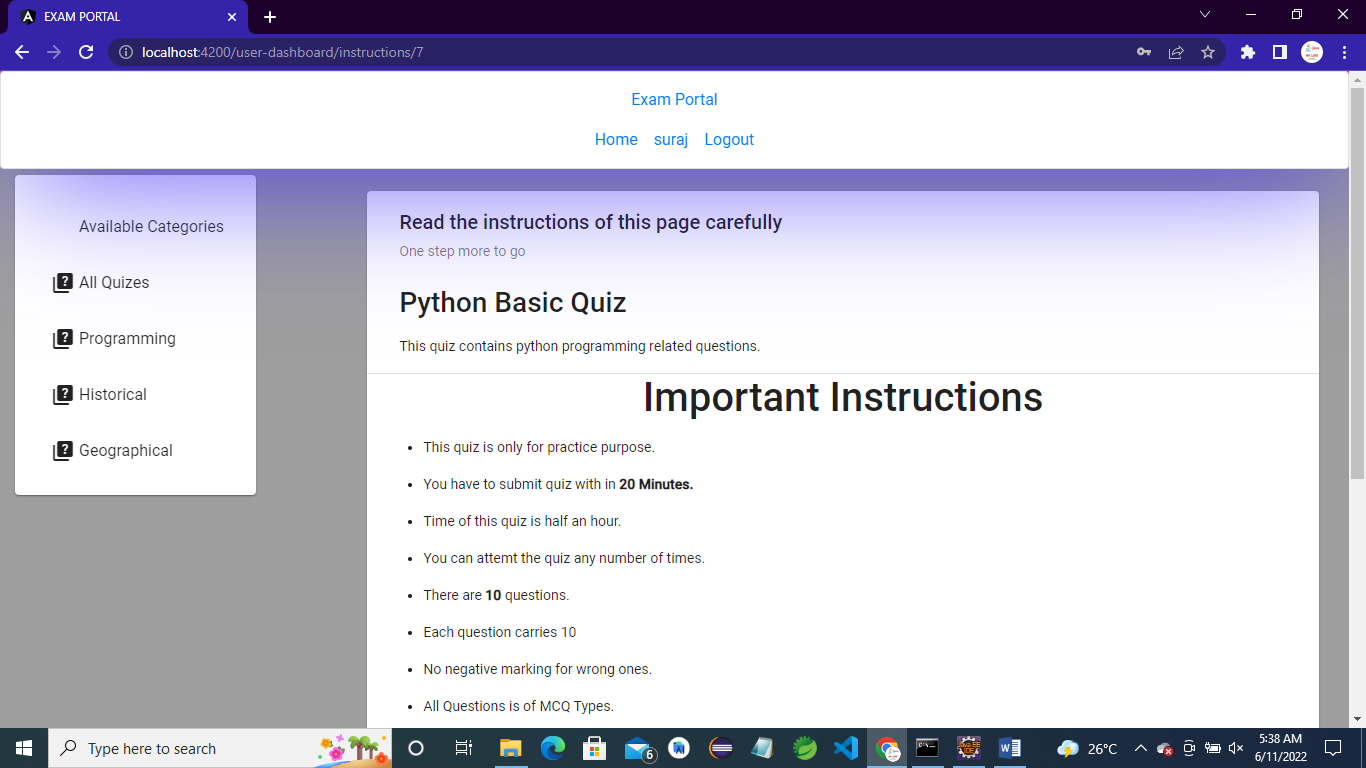 EXAM PORTAL
localhost:4200/user-dashboard/instructions/7
Exam Portal
Home suraj Logout
Available Categories
All Quizes
Programming
Historical
Geographical
Read the instructions of this page carefully
One step more to go
Python Basic Quiz
This quiz contains python programming related questions.
Important Instructions
This quiz is only for practice purpose.
You have to submit quiz with in 20 Minutes.
Time of this quiz is half an hour.
You can attemt the quiz any number of times.
There are 10 questions.
Each question carries 10
No negative marking for wrong ones.
All Questions is of MCQ Types.
Type here to search
6
26°C
5:38 AM
6/11/2022